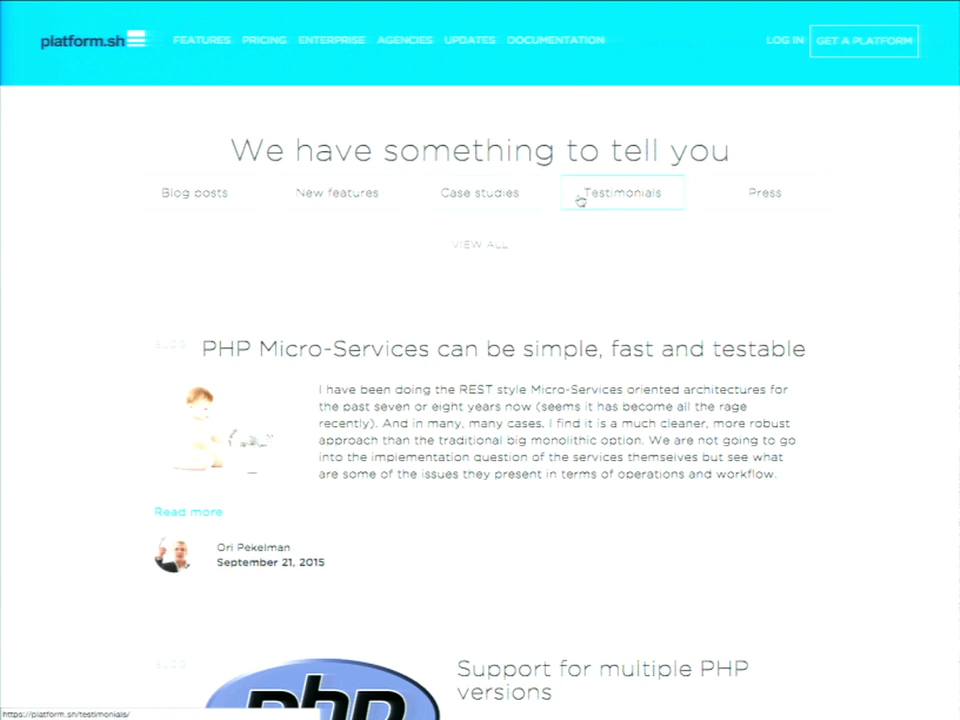 platform.sh FEATURES PRICING ENTERPRISE AGENCIES UPDATES DOCUMENTATION LOG IN GET A PLATFORM
We have something to tell you
Blog posts New features Case studies Testimonials Press
VIEW ALL
BLOG PHP Micro-Services can be simple, fast and testable
I have been doing the REST style Micro-Services oriented architectures for
the past seven or eight years now (seems it has become all the rage
recently). And in many, many cases. I find it is a much cleaner, more robust
approach than the traditional big monolithic option. We are not going to go
into the implementation question of the services themselves but see what
are some of the issues they present in terms of operations and workflow.
Read more
Ori Pekelman
September 21, 2015
BLOG
php
Support for multiple PHP
versions
https://platform.sh/testimonials/